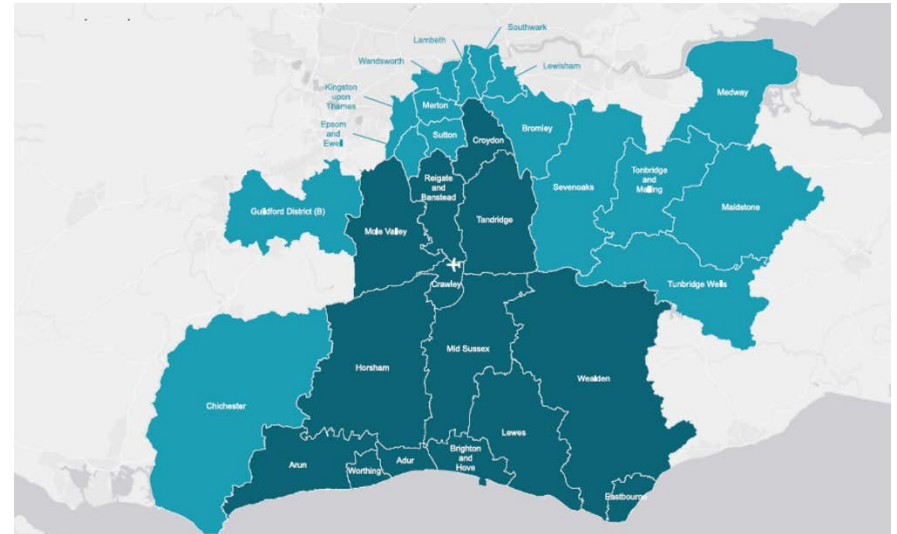 Southwark
Lambeth
Wandsworth
Lewisham
Kingston
upon
Thames
Medway
Merton
Epsom
and
Ewell
Sutton
Croydon
Bromley
Reigate
and
Banstead
Tonbridge
and
Malling
Sevenoaks
Maidstone
Guildford District (B)
Mole Valley
Tandridge
Crawley
Tunbridge Wells
Mid Sussex
Horsham
Wealden
Chichester
Lewes
Brighton
and
Hove
Arun
Worthing
Adur
Eastbourne